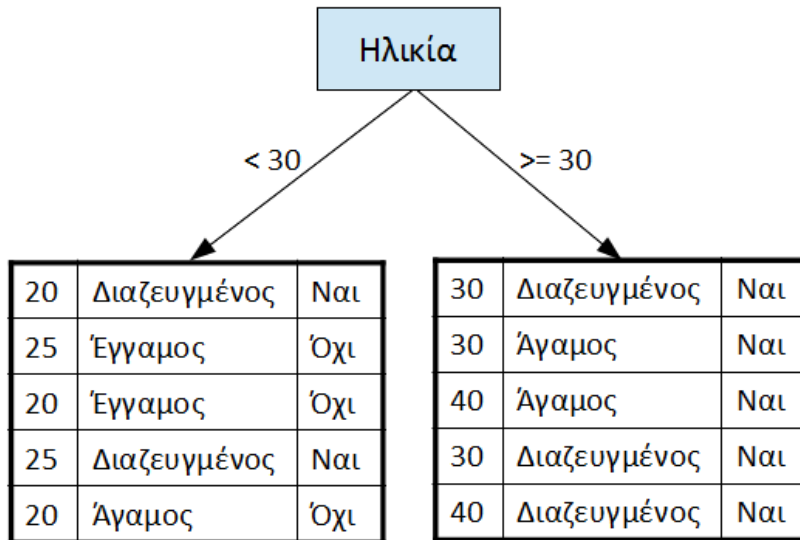 Ηλικία
< 30
>= 30
20 Διαζευγμένος Ναι
25 Έγγαμος Όχι
20 Έγγαμος Όχι
25 Διαζευγμένος Ναι
20 Άγαμος Όχι
30 Διαζευγμένος Ναι
30 Άγαμος Ναι
40 Άγαμος Ναι
30 Διαζευγμένος Ναι
40 Διαζευγμένος Ναι